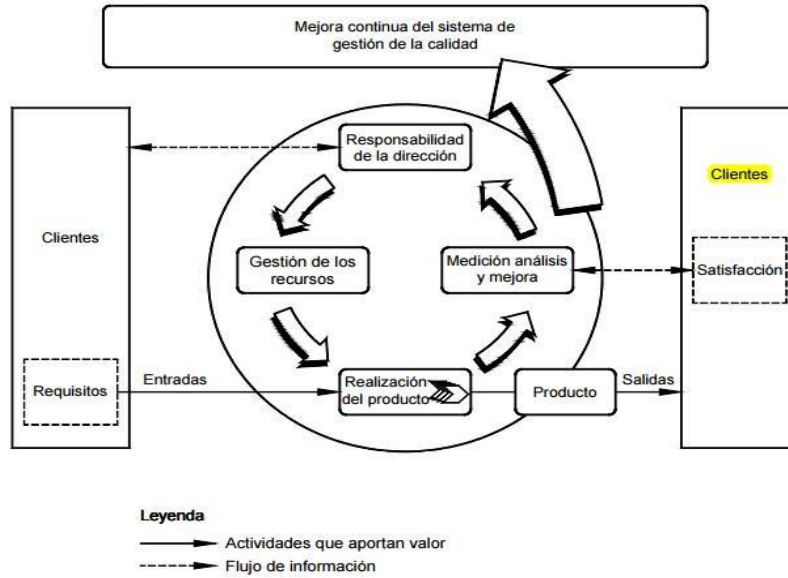 Mejora continua del sistema de
gestión de la calidad
Responsabilidad
de la dirección
Clientes
Clientes
Gestión de los
recursos
Medición análisis
y mejora
Satisfacción
Requisitos
Entradas
Realización
del producto
Producto
Salidas
Leyenda
Actividades que aportan valor
Flujo de información